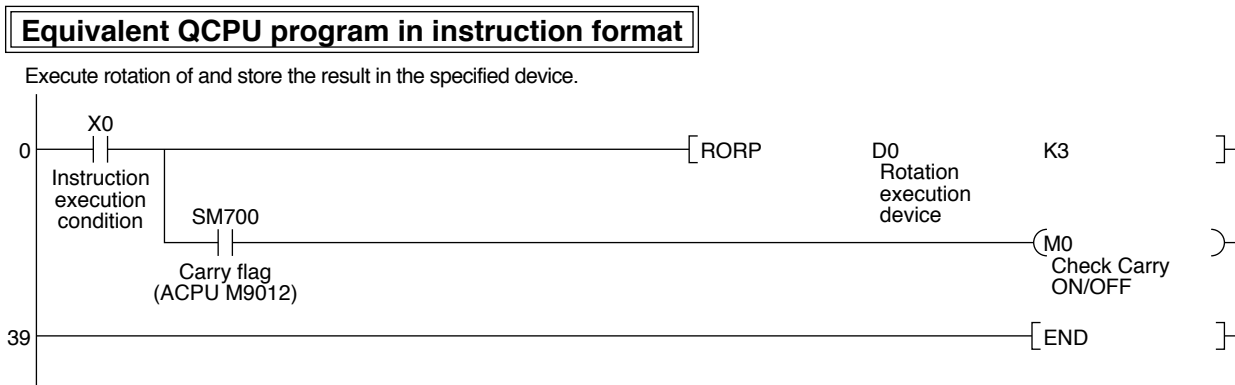 Equivalent QCPU program in instruction format
Execute rotation of and store the result in the specified device.
X0
0
RORP D0 K3
Instruction
execution
condition
Rotation
execution
device
SM700
M0
Carry flag
(ACPU M9012)
Check Carry
ON/OFF
39
END